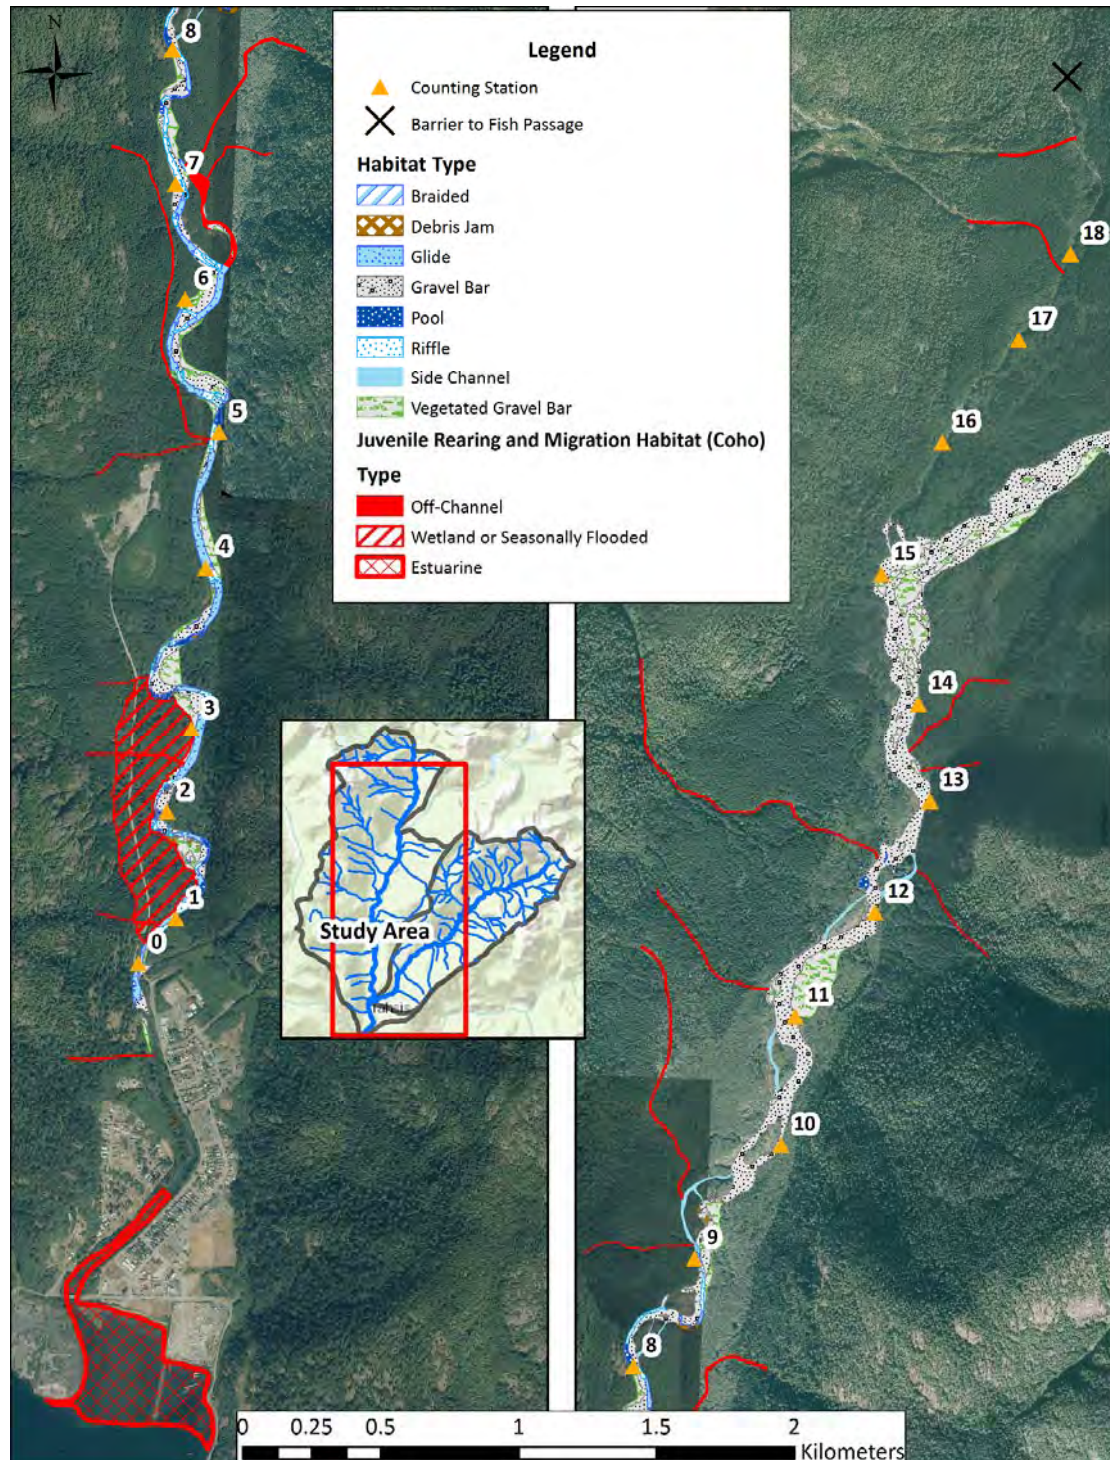 N
8
7
6
5
4
3
2
1
0
Legend
Counting Station
Barrier to Fish Passage
Habitat Type
Braided
Debris Jam
Glide
Gravel Bar
Pool
Riffle
Side Channel
Vegetated Gravel Bar
Juvenile Rearing and Migration Habitat (Coho)
Type
Off-Channel
Wetland or Seasonally Flooded
Estuarine
Study Area
18
17
16
15
14
13
12
11
10
9
8
0 0.25 0.5 1 1.5 2
Kilometers